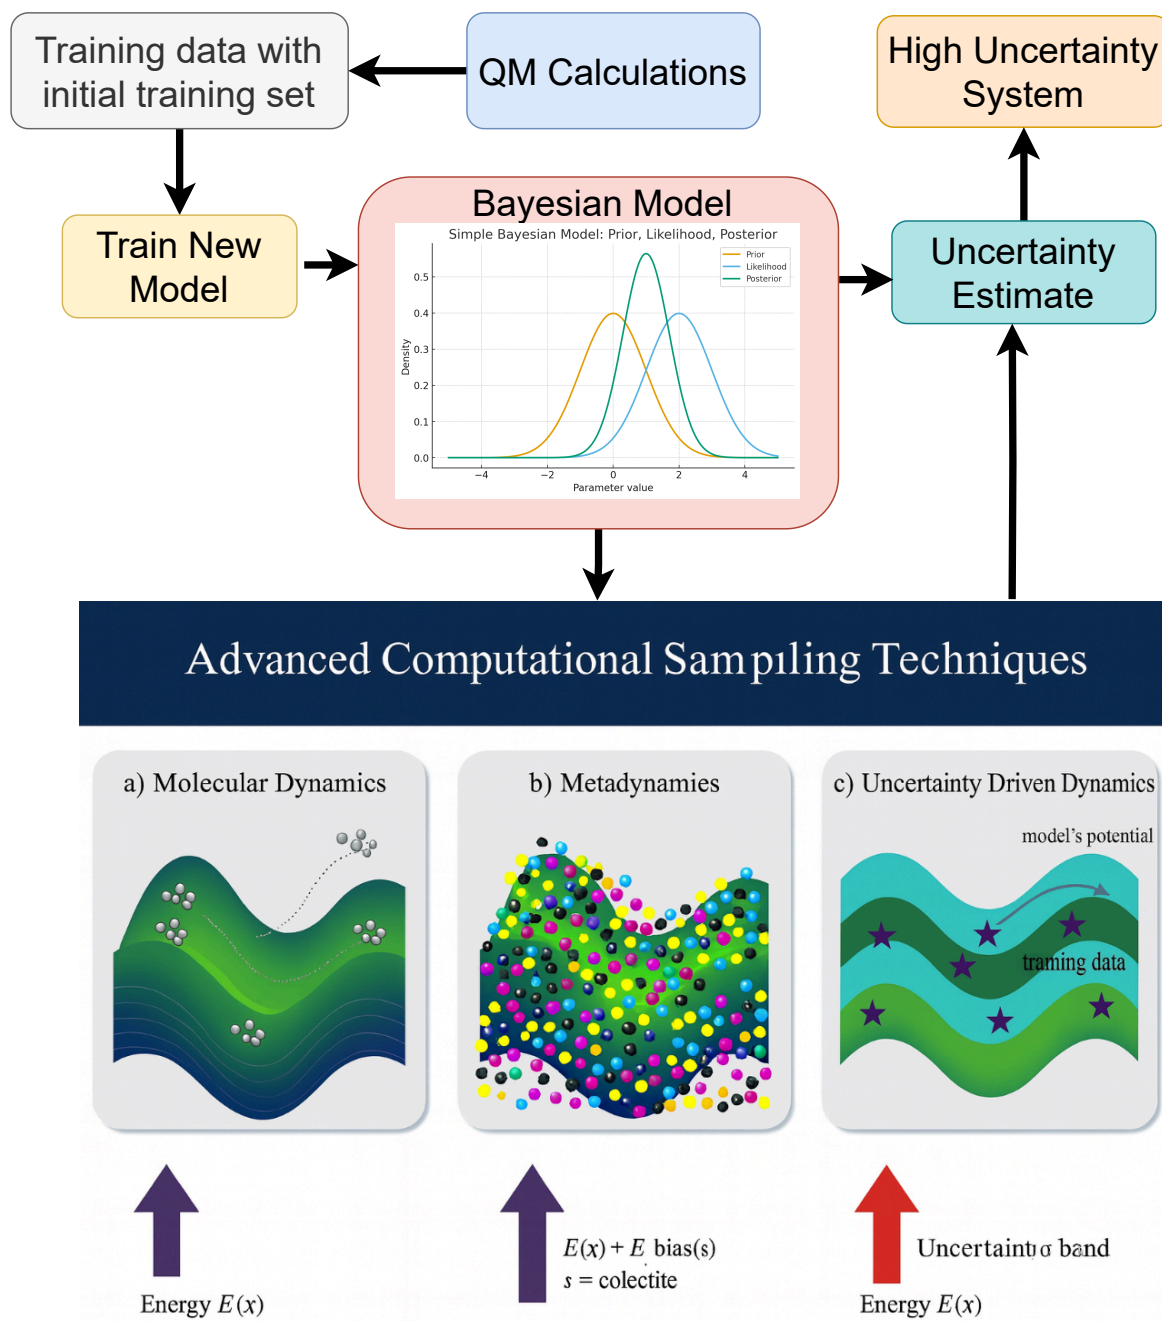 Training data with
initial training set
QM Calculations
High Uncertainty
System
Train New
Model
Bayesian Model
Simple Bayesian Model: Prior, Likelihood, Posterior
Prior
Likelihood
Posterior
Density
0.5
0.4
0.3
0.2
0.1
0.0
−4
−2
0
2
4
Parameter value
Uncertainty
Estimate
Advanced Computational Sampling Techniques
a) Molecular Dynamics
b) Metadynamies
c) Uncertainty Driven Dynamics
model's potential
traming data
Energy E(x)
E(x) + E bias(s)
s = colectite
σ band
Energy E(x)